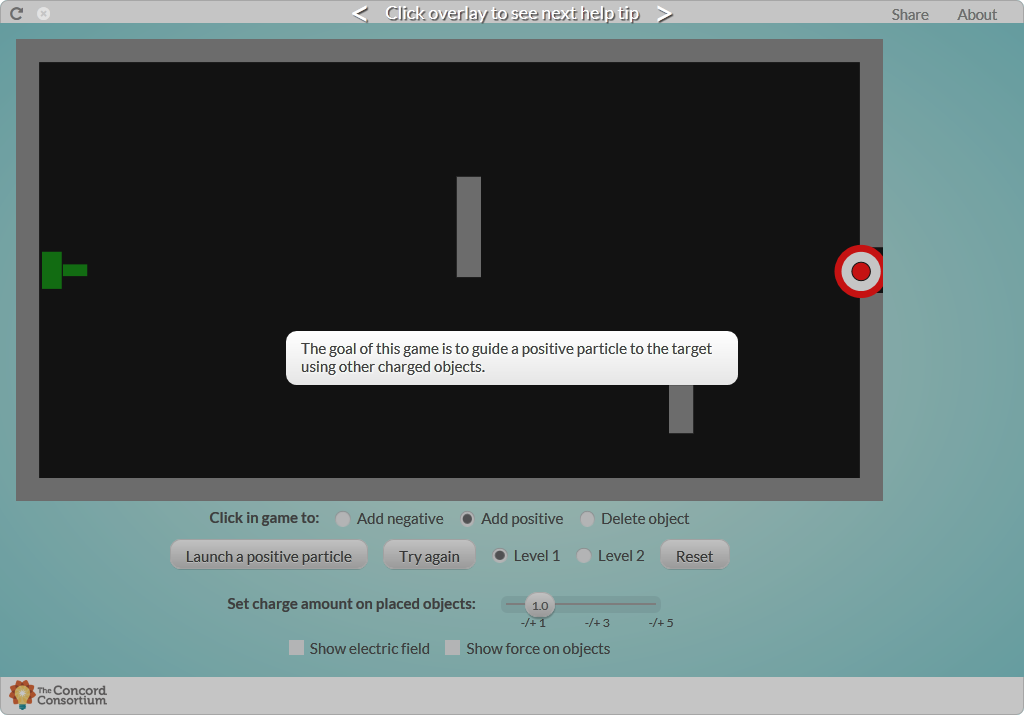 < Click overlay to see next help tip >
Share About
The goal of this game is to guide a positive particle to the target
using other charged objects.
Click in game to: Add negative Add positive Delete object
Launch a positive particle Try again Level 1 Level 2 Reset
Set charge amount on placed objects: 1.0
-/+ 1 -/+ 3 -/+ 5
Show electric field Show force on objects
The Concord
Consortium